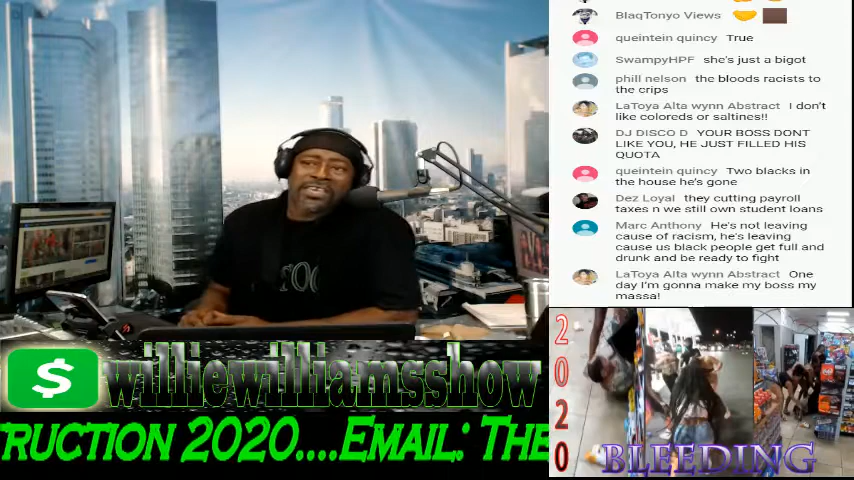 BlaqTonyo Views
queintein quincy True
SwampyHPF she's just a bigot
phill nelson the bloods racists to
the crips
LaToya Alta wynn Abstract I don't
like coloreds or saltines!!
DJ DISCO D YOUR BOSS DONT
LIKE YOU, HE JUST FILLED HIS
QUOTA
queintein quincy Two blacks in
the house he's gone
Dez Loyal they cutting payroll
taxes n we still own student loans
Marc Anthony He's not leaving
cause of racism, he's leaving
cause us black people get full and
drunk and be ready to fight
LaToya Alta wynn Abstract One
day I'm gonna make my boss my
massa!
$ williewilliamsshow
TRUCTION 2020....EMAIL: THE
2020
BLEEDING